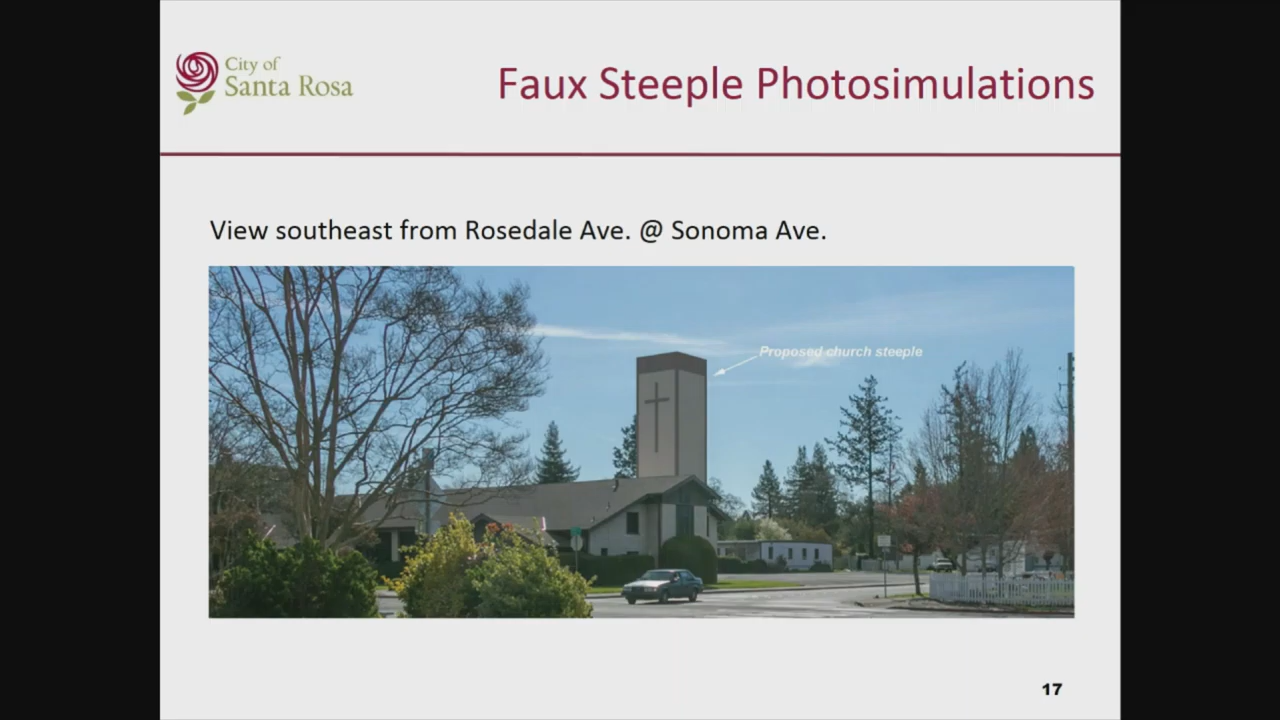 City of
Santa Rosa
Faux Steeple Photosimulations
View southeast from Rosedale Ave. @ Sonoma Ave.
Proposed church steeple
17